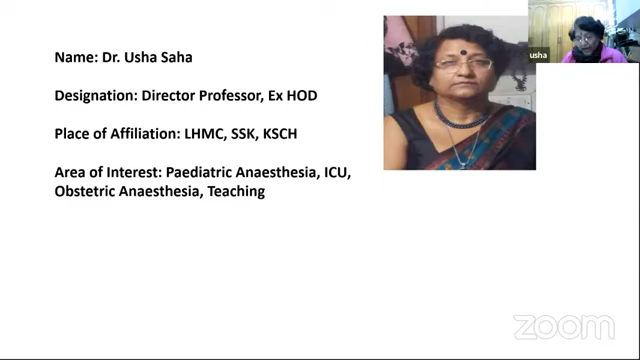 Name: Dr. Usha Saha
Designation: Director Professor, Ex HOD
Place of Affiliation: LHMC, SSK, KSCH
Area of Interest: Paediatric Anaesthesia, ICU,
Obstetric Anaesthesia, Teaching
usha
zoom